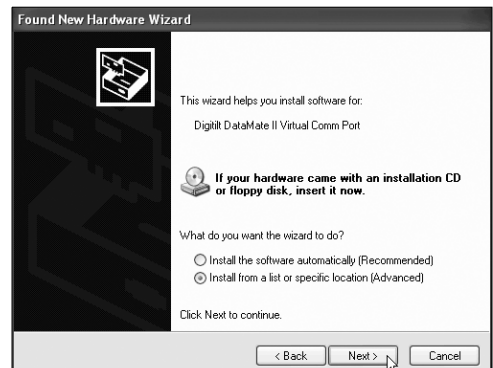 Found New Hardware Wizard
This wizard helps you install software for:
Digitilt DataMate II Virtual Comm Port
If your hardware came with an installation CD
or floppy disk, insert it now.
What do you want the wizard to do?
Install the software automatically (Recommended)
Install from a list or specific location (Advanced)
Click Next to continue.
< Back Next > Cancel